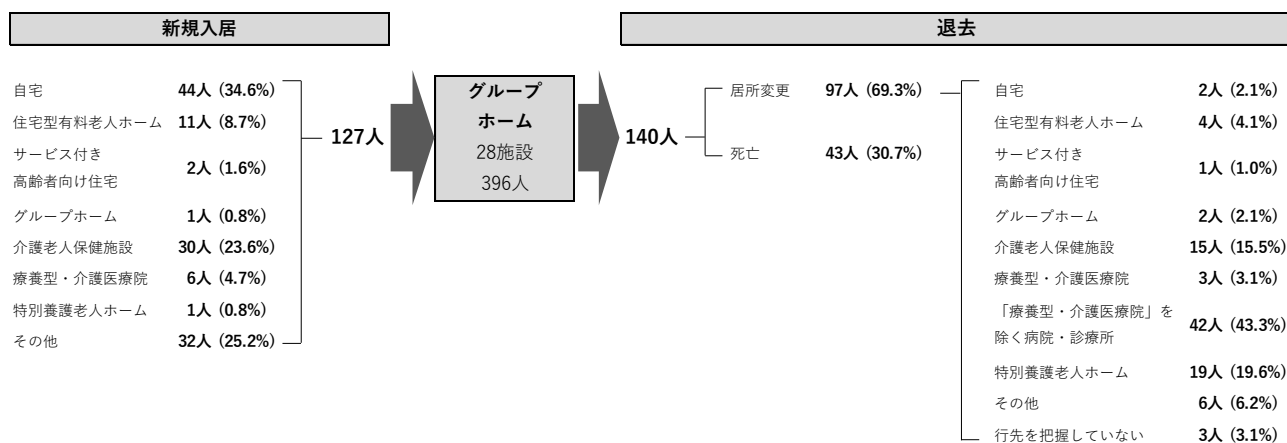 新規入居
退去
自宅 44人 (34.6%)
住宅型有料老人ホーム 11人 (8.7%)
サービス付き
高齢者向け住宅 2人 (1.6%)
グループホーム 1人 (0.8%)
介護老人保健施設 30人 (23.6%)
療養型・介護医療院 6人 (4.7%)
特別養護老人ホーム 1人 (0.8%)
その他 32人 (25.2%)
127人
グループ
ホーム
28施設
396人
140人
居所変更 97人 (69.3%)
死亡 43人 (30.7%)
自宅 2人 (2.1%)
住宅型有料老人ホーム 4人 (4.1%)
サービス付き
高齢者向け住宅 1人 (1.0%)
グループホーム 2人 (2.1%)
介護老人保健施設 15人 (15.5%)
療養型・介護医療院 3人 (3.1%)
「療養型・介護医療院」を
除く病院・診療所 42人 (43.3%)
特別養護老人ホーム 19人 (19.6%)
その他 6人 (6.2%)
行先を把握していない 3人 (3.1%)